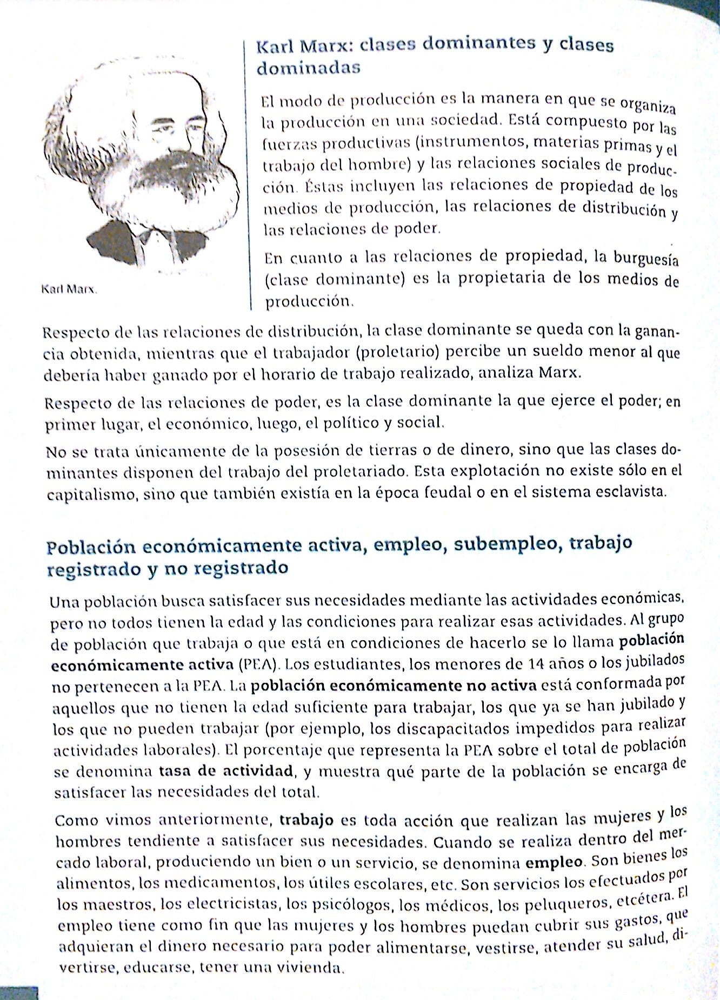 Karl Marx: clases dominantes y clases
dominadas
El modo de producción es la manera en que se organiza
la producción en una sociedad. Está compuesto por las
fuerzas productivas (instrumentos, materias primas y el
trabajo del hombre) y las relaciones sociales de produc-
ción. Éstas incluyen las relaciones de propiedad de los
medios de producción, las relaciones de distribución y
las relaciones de poder.
En cuanto a las relaciones de propiedad, la burguesía
(clase dominante) es la propietaria de los medios de
producción.
Karl Marx.
Respecto de las relaciones de distribución, la clase dominante se queda con la ganan-
cia obtenida, mientras que el trabajador (proletario) percibe un sueldo menor al que
debería haber ganado por el horario de trabajo realizado, analiza Marx.
Respecto de las relaciones de poder, es la clase dominante la que ejerce el poder; en
primer lugar, el económico, luego, el político y social.
No se trata únicamente de la posesión de tierras o de dinero, sino que las clases do-
minantes disponen del trabajo del proletariado. Esta explotación no existe sólo en el
capitalismo, sino que también existía en la época feudal o en el sistema esclavista.
Población económicamente activa, empleo, subempleo, trabajo
registrado y no registrado
Una población busca satisfacer sus necesidades mediante las actividades económicas,
pero no todos tienen la edad y las condiciones para realizar esas actividades. Al grupo
de población que trabaja o que está en condiciones de hacerlo se lo llama población
económicamente activa (PEA). Los estudiantes, los menores de 14 años o los jubilados
no pertenecen a la PEA. La población económicamente no activa está conformada por
aquellos que no tienen la edad suficiente para trabajar, los que ya se han jubilado y
los que no pueden trabajar (por ejemplo, los discapacitados impedidos para realizar
actividades laborales). El porcentaje que representa la PEA sobre el total de población
se denomina tasa de actividad, y muestra qué parte de la población se encarga de
satisfacer las necesidades del total.
Como vimos anteriormente, trabajo es toda acción que realizan las mujeres y los
hombres tendiente a satisfacer sus necesidades. Cuando se realiza dentro del mer-
cado laboral, produciendo un bien o un servicio, se denomina empleo. Son bienes los
alimentos, los medicamentos, los útiles escolares, etc. Son servicios los efectuados por
los maestros, los electricistas, los psicólogos, los médicos, los peluqueros, etcétera. El
empleo tiene como fin que las mujeres y los hombres puedan cubrir sus gastos, que
adquieran el dinero necesario para poder alimentarse, vestirse, atender su salud, di-
vertirse, educarse, tener una vivienda.